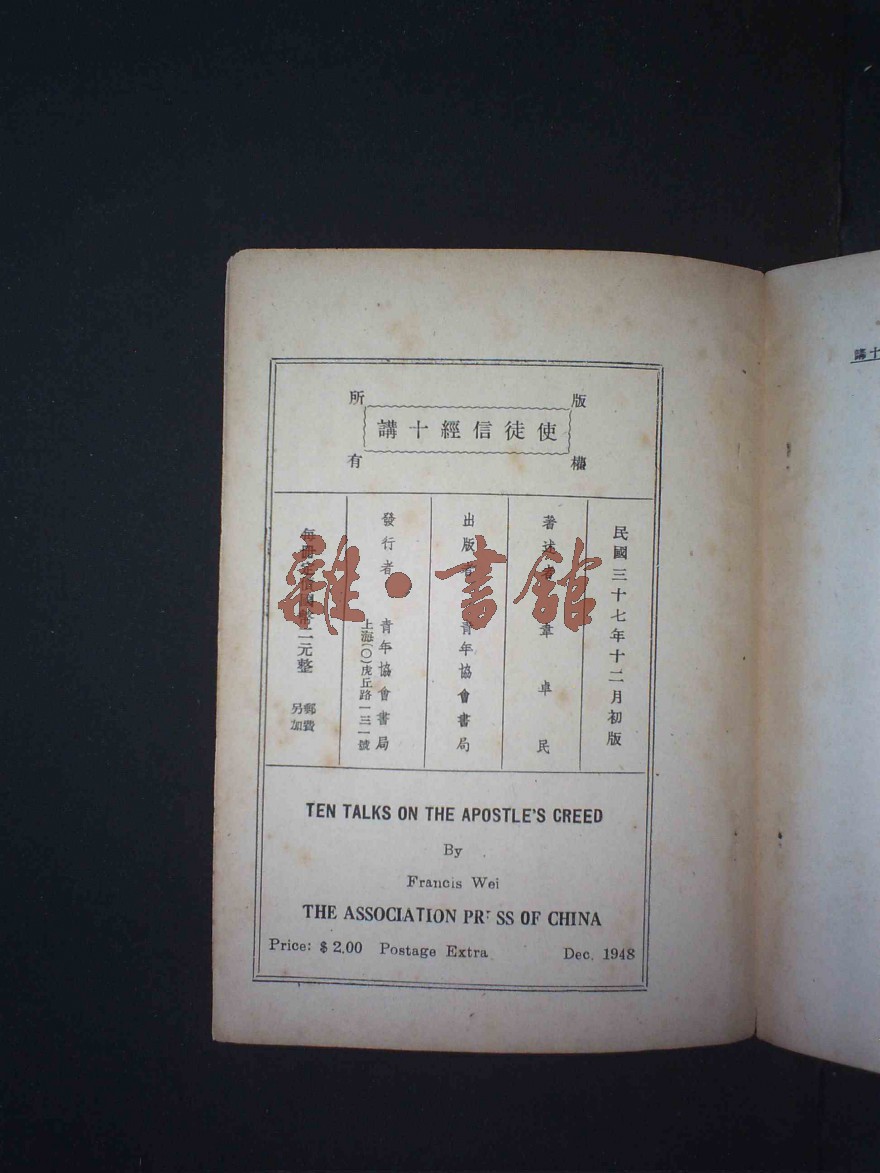 版權所有
使徒信經十講
民國三十七年十二月初版
著述者 韋卓民
出版者 青年協會書局
發行者 青年協會書局
上海(〇)虎丘路一三一號
每冊定價國幣二元整
郵費另加
雜·書館
TEN TALKS ON THE APOSTLE'S CREED
By
Francis Wei
THE ASSOCIATION PRESS OF CHINA
Price: $ 2.00 Postage Extra Dec. 1948
十講